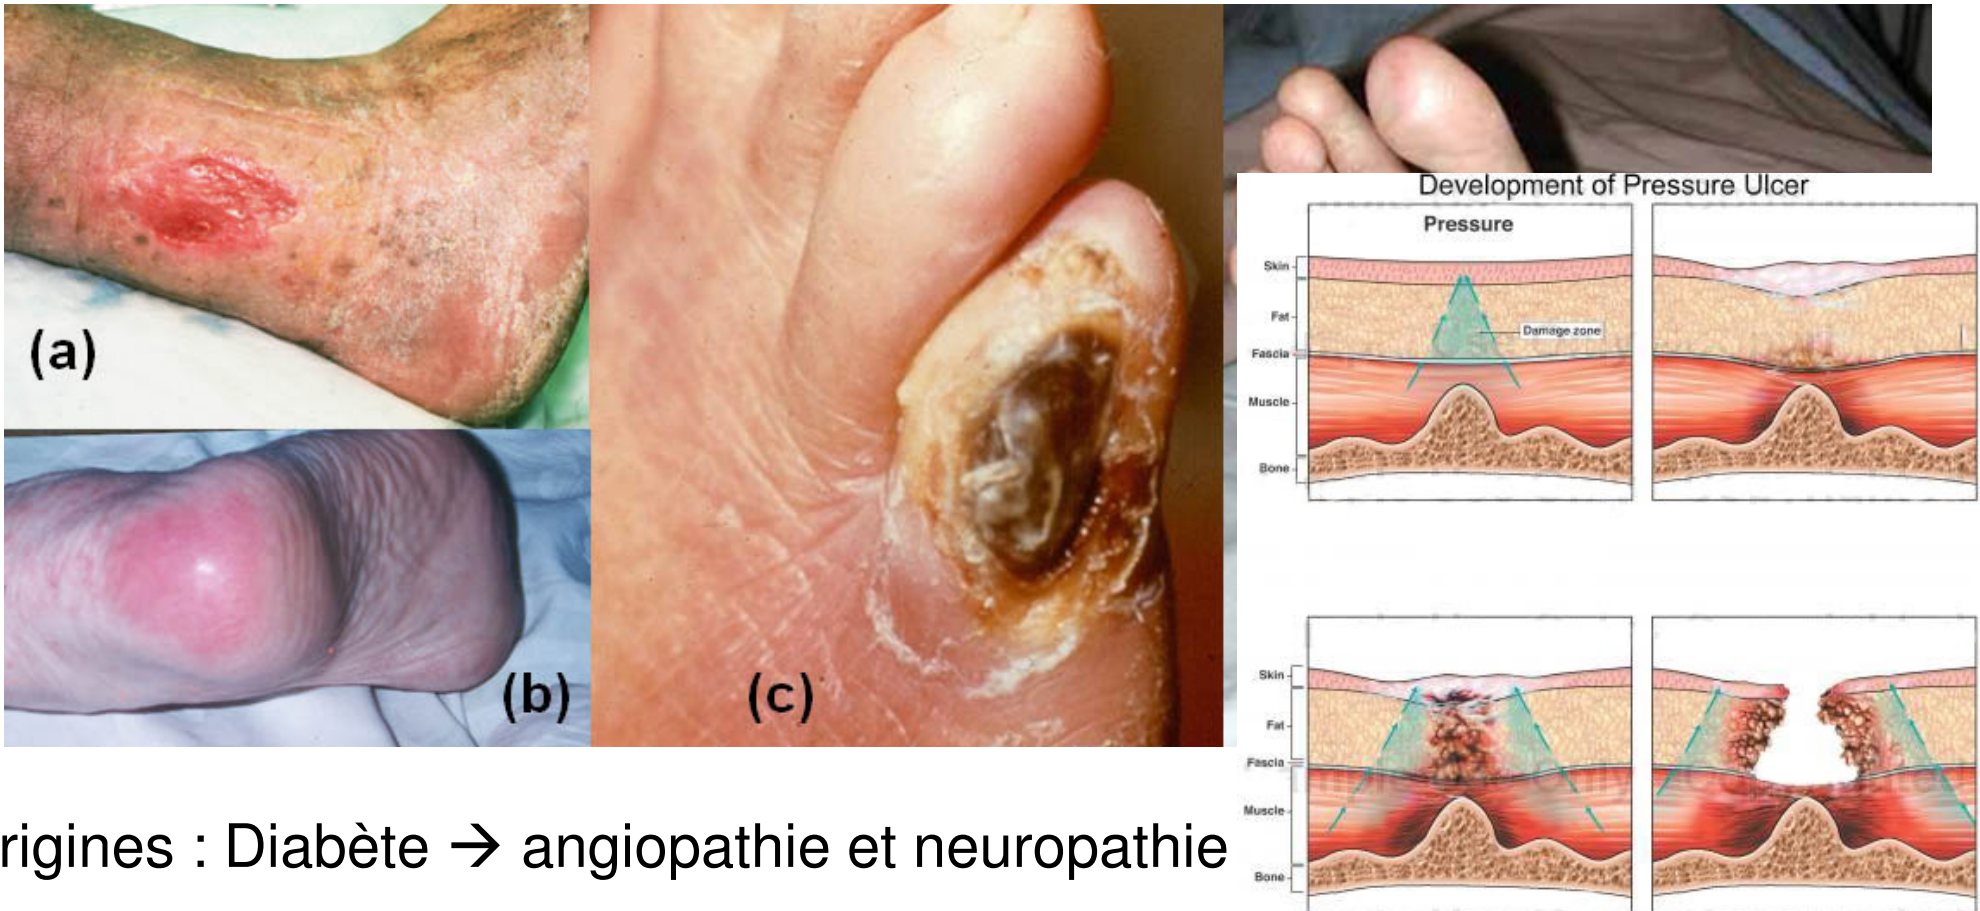 (a)
(b)
(c)
Development of Pressure Ulcer
Pressure
Skin
Fat
Damage zone
Fascia
Muscle
Bone
Skin
Fat
Fascia
Muscle
Bone
rigines : Diabète → angiopathie et neuropathie